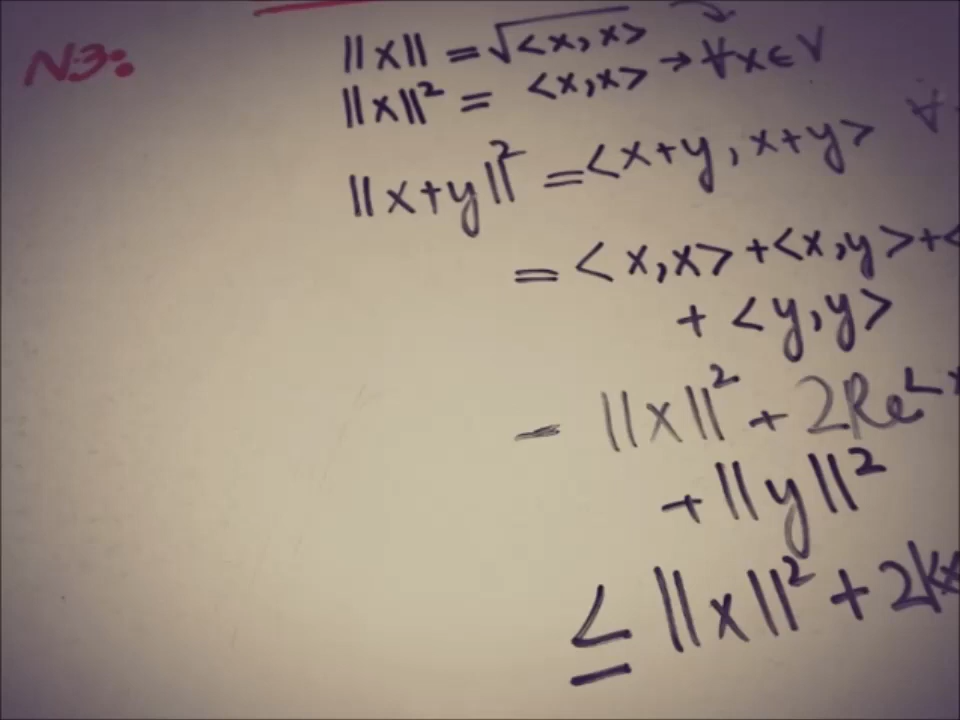 N3: ||x|| = √<x,x>
||x||² = <x,x> → ∀x∈V
||x+y||² = <x+y, x+y> ∀
= <x,x> + <x,y> + <
+ <y,y>
= ||x||² + 2Re<x
+ ||y||²
≤ ||x||² + 2|<x